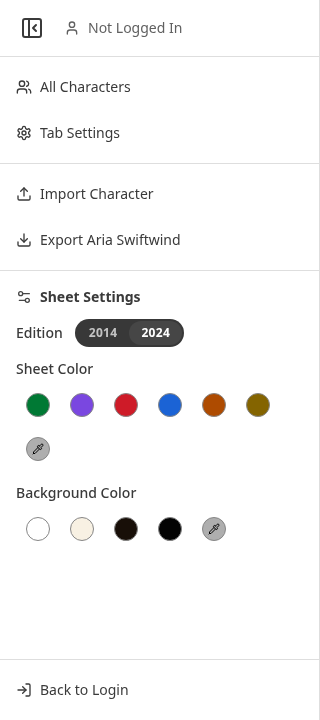 Not Logged In
All Characters
Tab Settings
Import Character
Export Aria Swiftwind
Sheet Settings
Edition 2014 2024
Sheet Color
Background Color
Back to Login